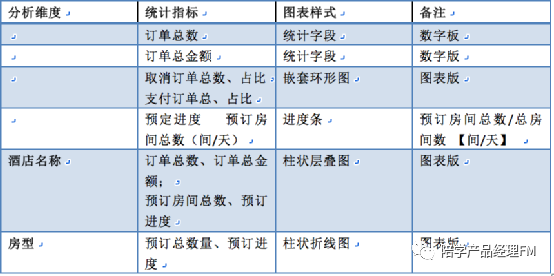 分析维度 统计指标 图表样式 备注
订单总数 统计字段 数字板
订单总金额 统计字段 数字版
取消订单总数、占比 嵌套环形图 图表版
支付订单总、占比
预定进度 预订房 进度条 预订房间总数/总房
间总数（间/天） 间数 【间/天】
酒店名称 订单总数、订单总金 柱状层叠图 图表版
额；
预订房间总数、预订
进度
房型 预订总数量、预订进 柱状折线图 图表版
度
陪学产品经理FM